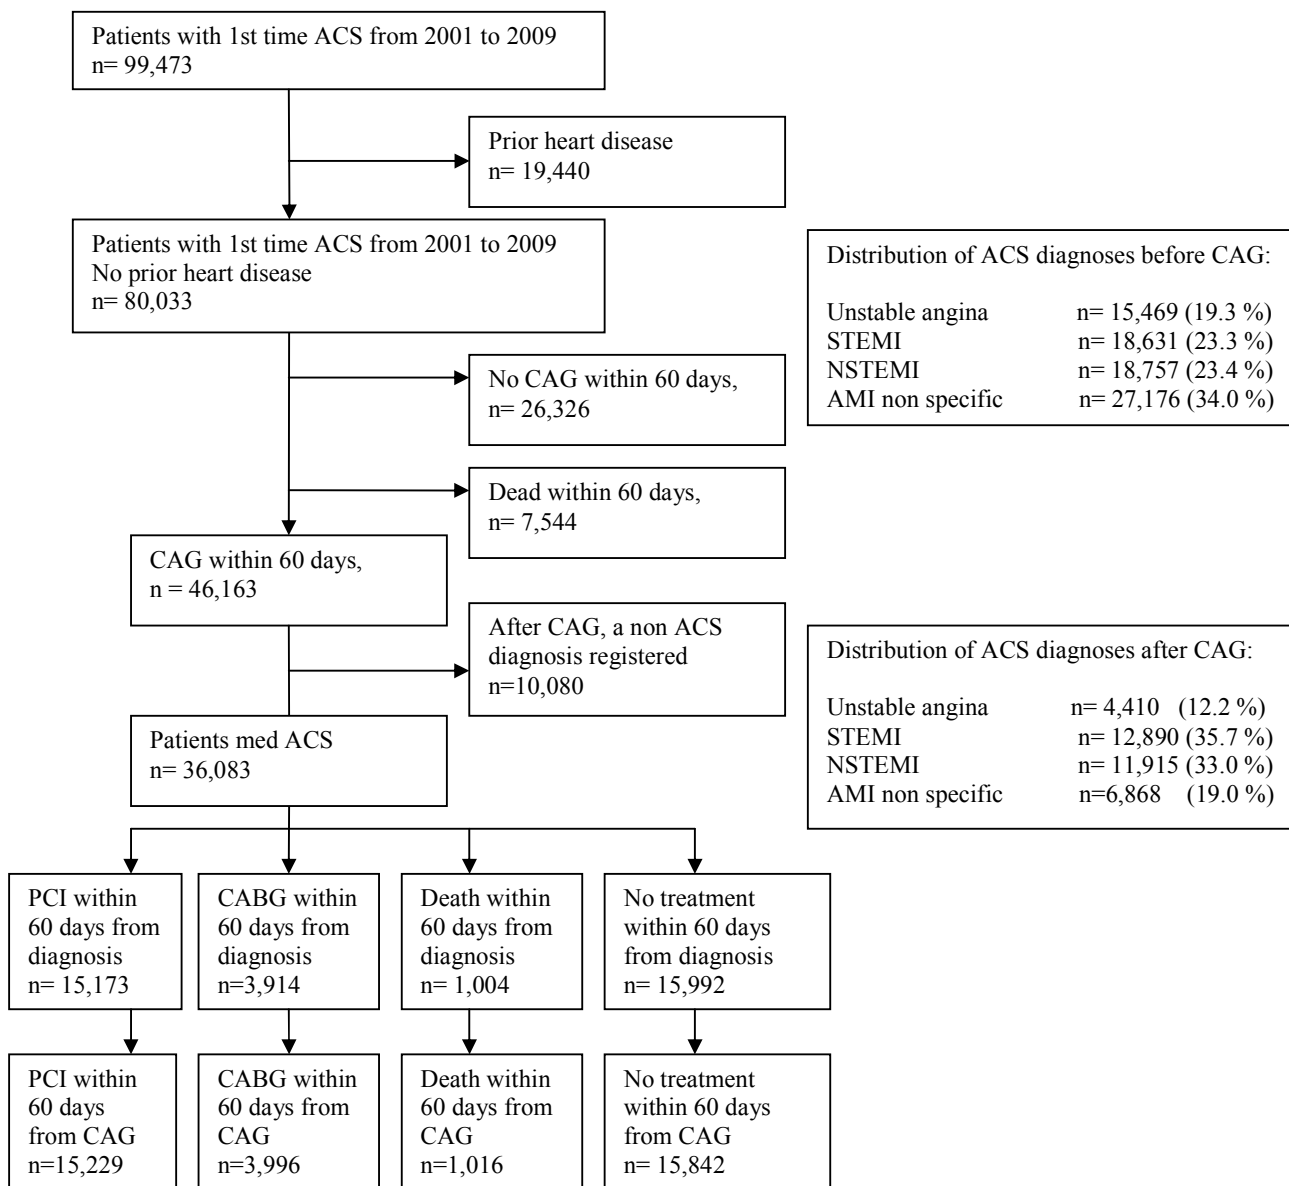 Patients with 1st time ACS from 2001 to 2009
n= 99,473
Prior heart disease
n= 19,440
Patients with 1st time ACS from 2001 to 2009
No prior heart disease
n= 80,033
Distribution of ACS diagnoses before CAG:
Unstable angina n= 15,469 (19.3 %)
STEMI n= 18,631 (23.3 %)
NSTEMI n= 18,757 (23.4 %)
AMI non specific n= 27,176 (34.0 %)
No CAG within 60 days,
n= 26,326
Dead within 60 days,
n= 7,544
CAG within 60 days,
n = 46,163
After CAG, a non ACS
diagnosis registered
n=10,080
Distribution of ACS diagnoses after CAG:
Unstable angina n= 4,410 (12.2 %)
STEMI n= 12,890 (35.7 %)
NSTEMI n= 11,915 (33.0 %)
AMI non specific n=6,868 (19.0 %)
Patients med ACS
n= 36,083
PCI within
60 days from
diagnosis
n= 15,173
CABG within
60 days from
diagnosis
n=3,914
Death within
60 days from
diagnosis
n= 1,004
No treatment
within 60 days
from diagnosis
n= 15,992
PCI within
60 days
from CAG
n=15,229
CABG within
60 days from
CAG
n=3,996
Death within
60 days from
CAG
n=1,016
No treatment
within 60 days
from CAG
n= 15,842